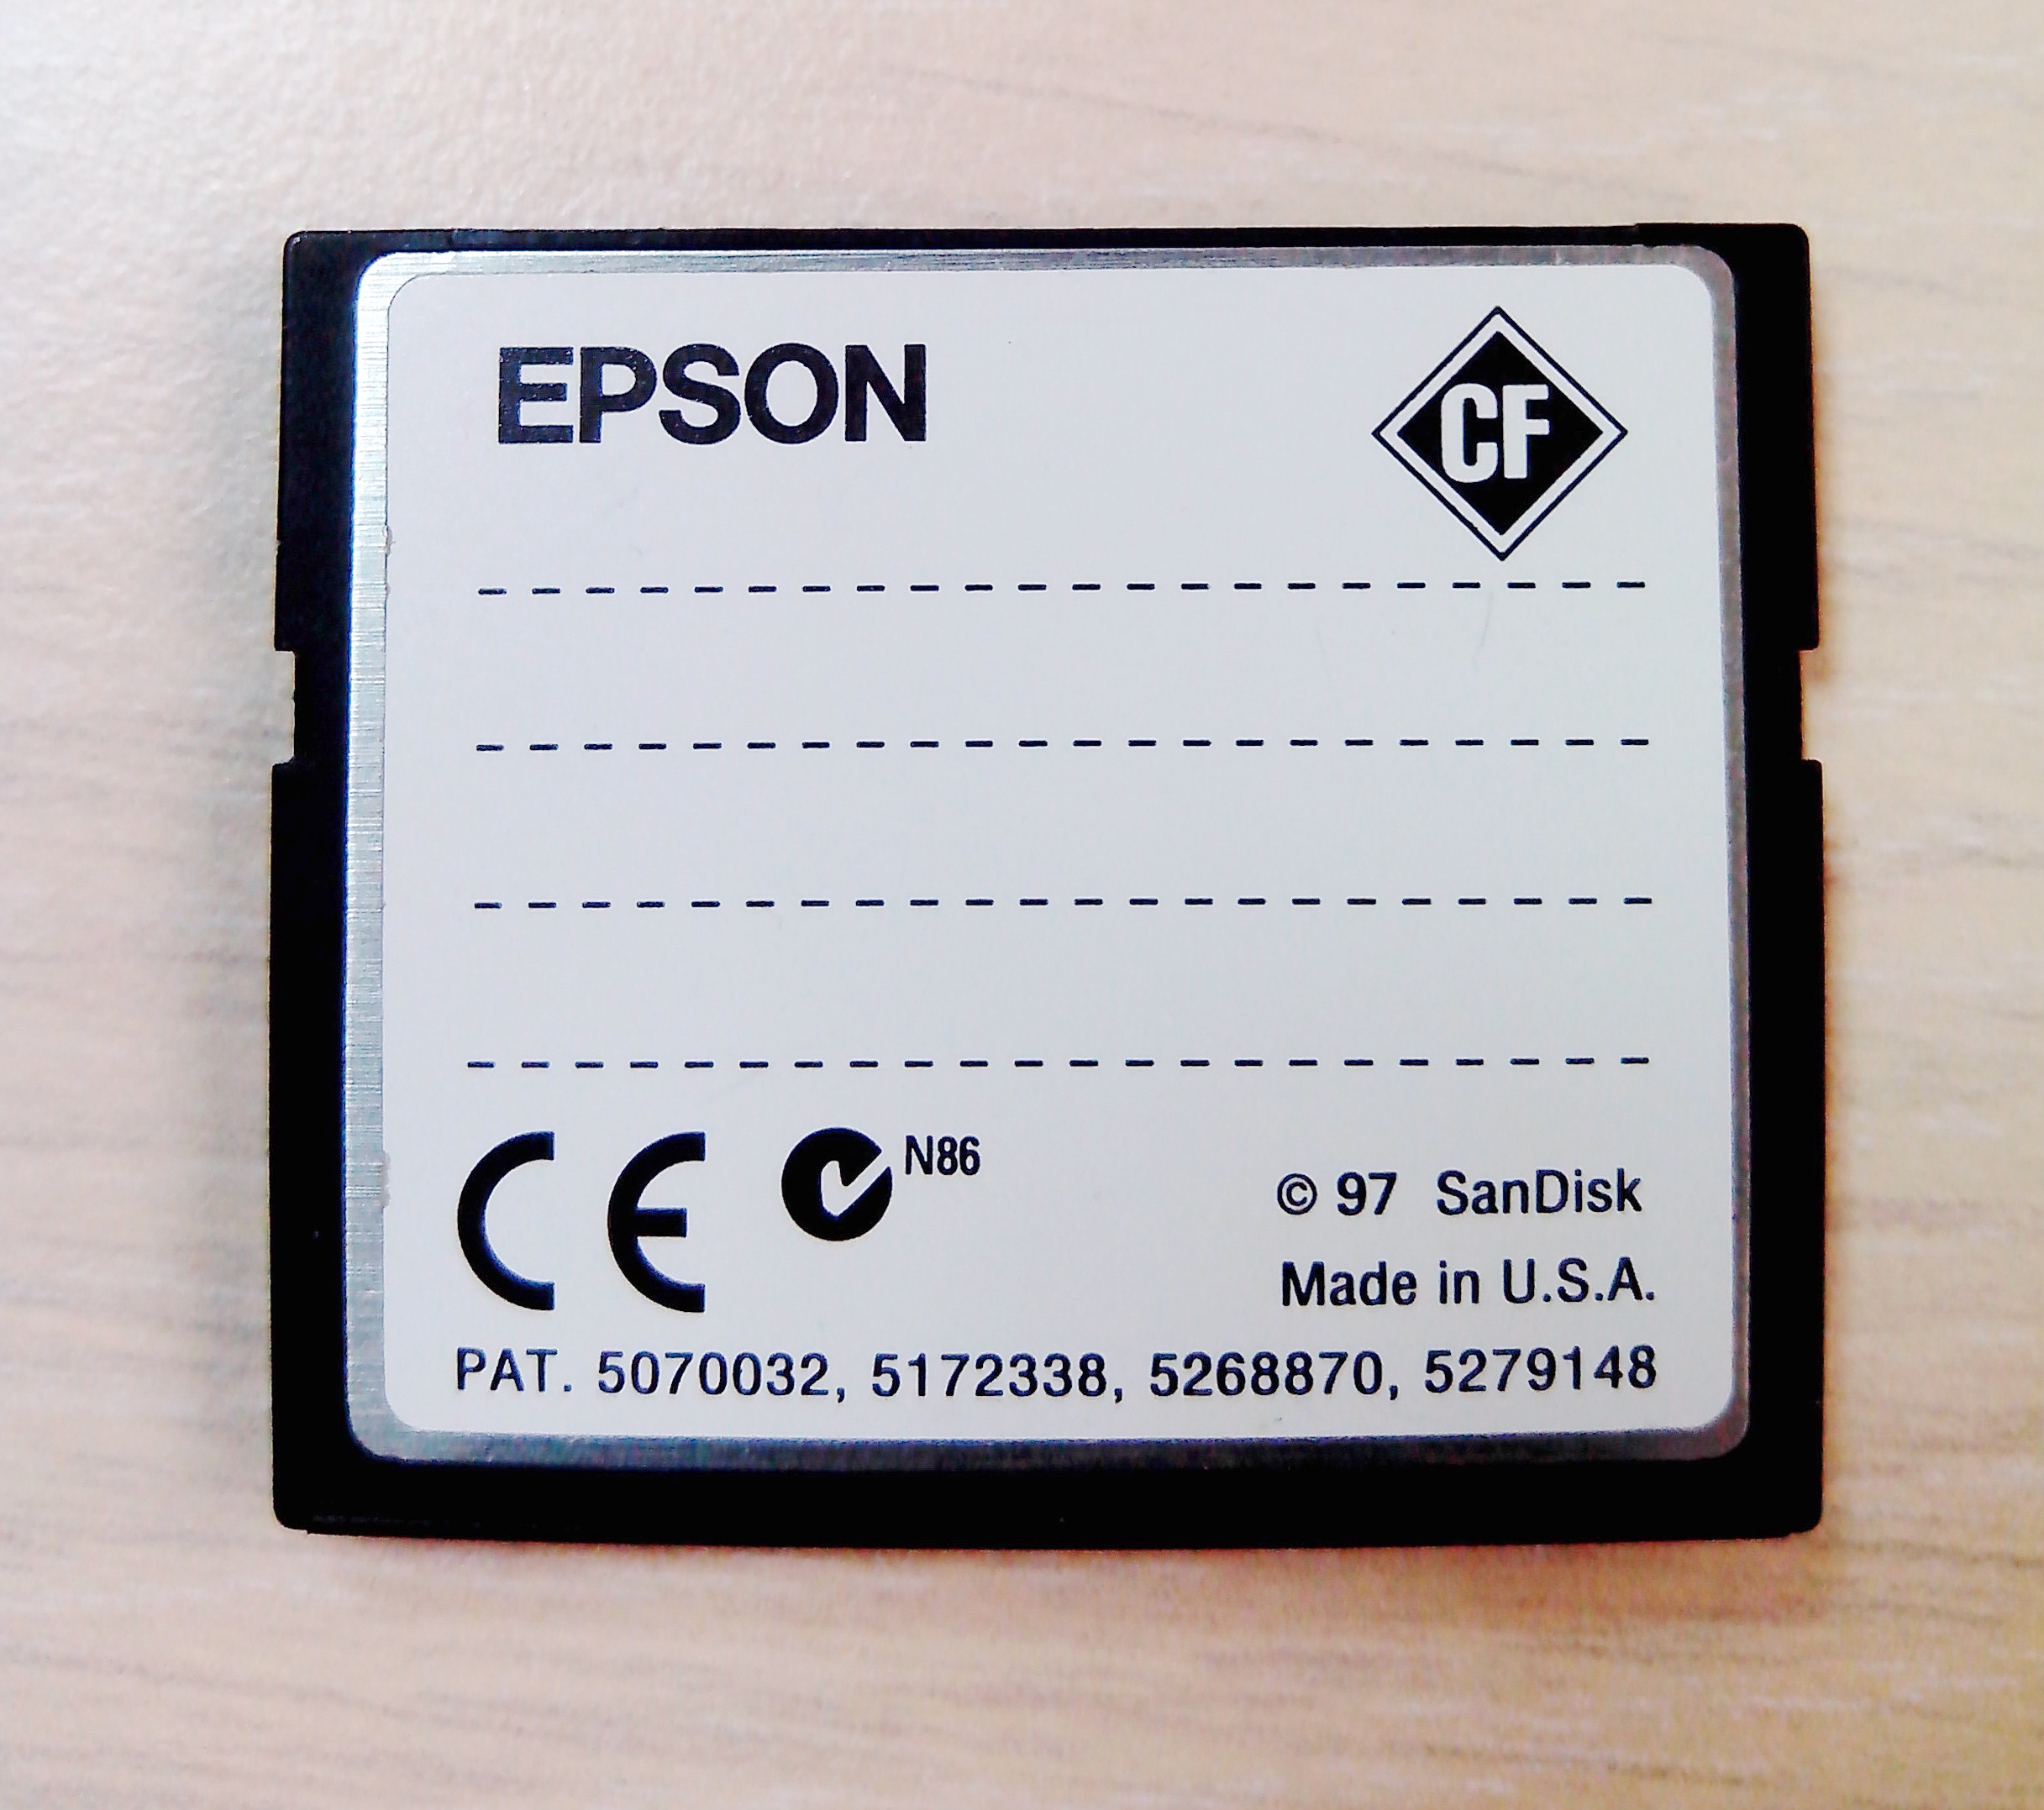 EPSON
CF
CE N86
© 97 SanDisk
Made in U.S.A.
PAT. 5070032, 5172338, 5268870, 5279148